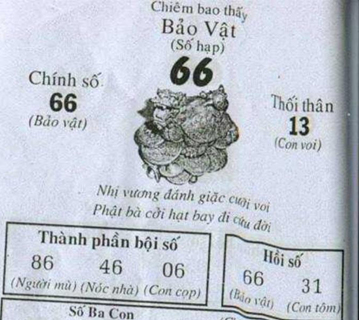 Chiêm bao thấy
Bảo Vật
(Số hạp)
66
Chính số
66
(Bảo vật)
Thối thân
13
(Con voi)
Nhị vương đánh giặc cưỡi voi
Phật bà cởi hạt bay đi cứu đời
Thành phần bội số
86 46 06
(Người mù) (Nóc nhà) (Con cọp)
Hồi số
66 31
(Bảo vật) (Con tôm)
Số Ba Con